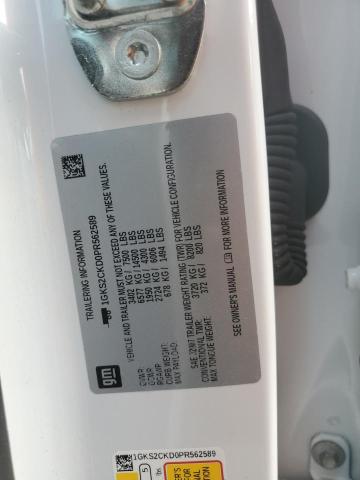 TRAILERING INFORMATION
1GKS2CKD0PR562589
VEHICLE AND TRAILER MUST NOT EXCEED ANY OF THESE VALUES.
GVWR 3402 KG / 7500 LBS
GCWR 6577 KG / 14500 LBS
RGAWR 1950 KG / 4300 LBS
CURB WEIGHT: 2724 KG / 6006 LBS
MAX PAYLOAD: 678 KG / 1494 LBS
SAE J2807 TRAILER WEIGHT RATING (TWR) FOR VEHICLE CONFIGURATION.
CONVENTIONAL TWR: 3720 KG / 8200 LBS
MAX TONGUE WEIGHT: 372 KG / 820 LBS
SEE OWNER'S MANUAL FOR MORE INFORMATION
gm
1GKS2CKD0PR562589
5
lbs